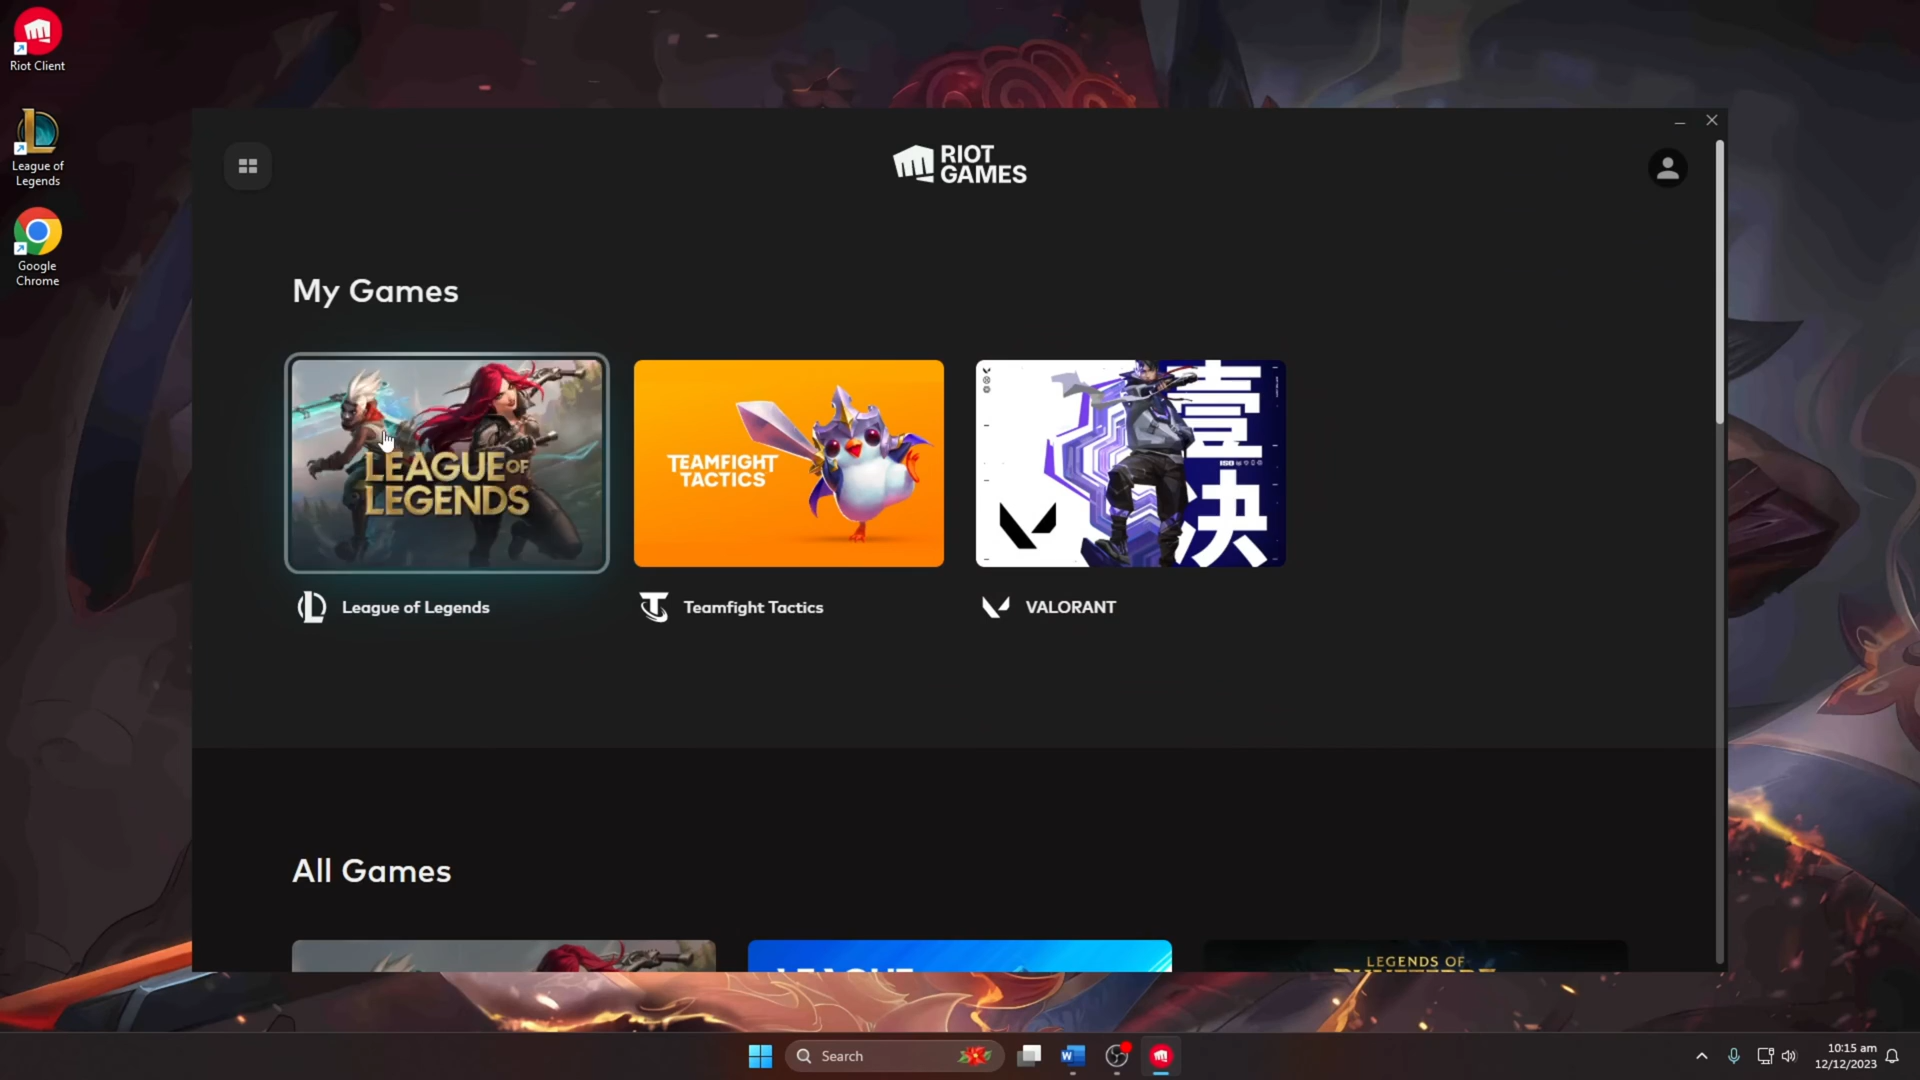 Riot Client
League of
Legends
Google
Chrome
RIOT
GAMES
My Games
LEAGUE OF
LEGENDS
TEAMFIGHT
TACTICS
壹
ISO
决
League of Legends
Teamfight Tactics
VALORANT
All Games
LEGENDS OF
Search
10:15 am
12/12/2023